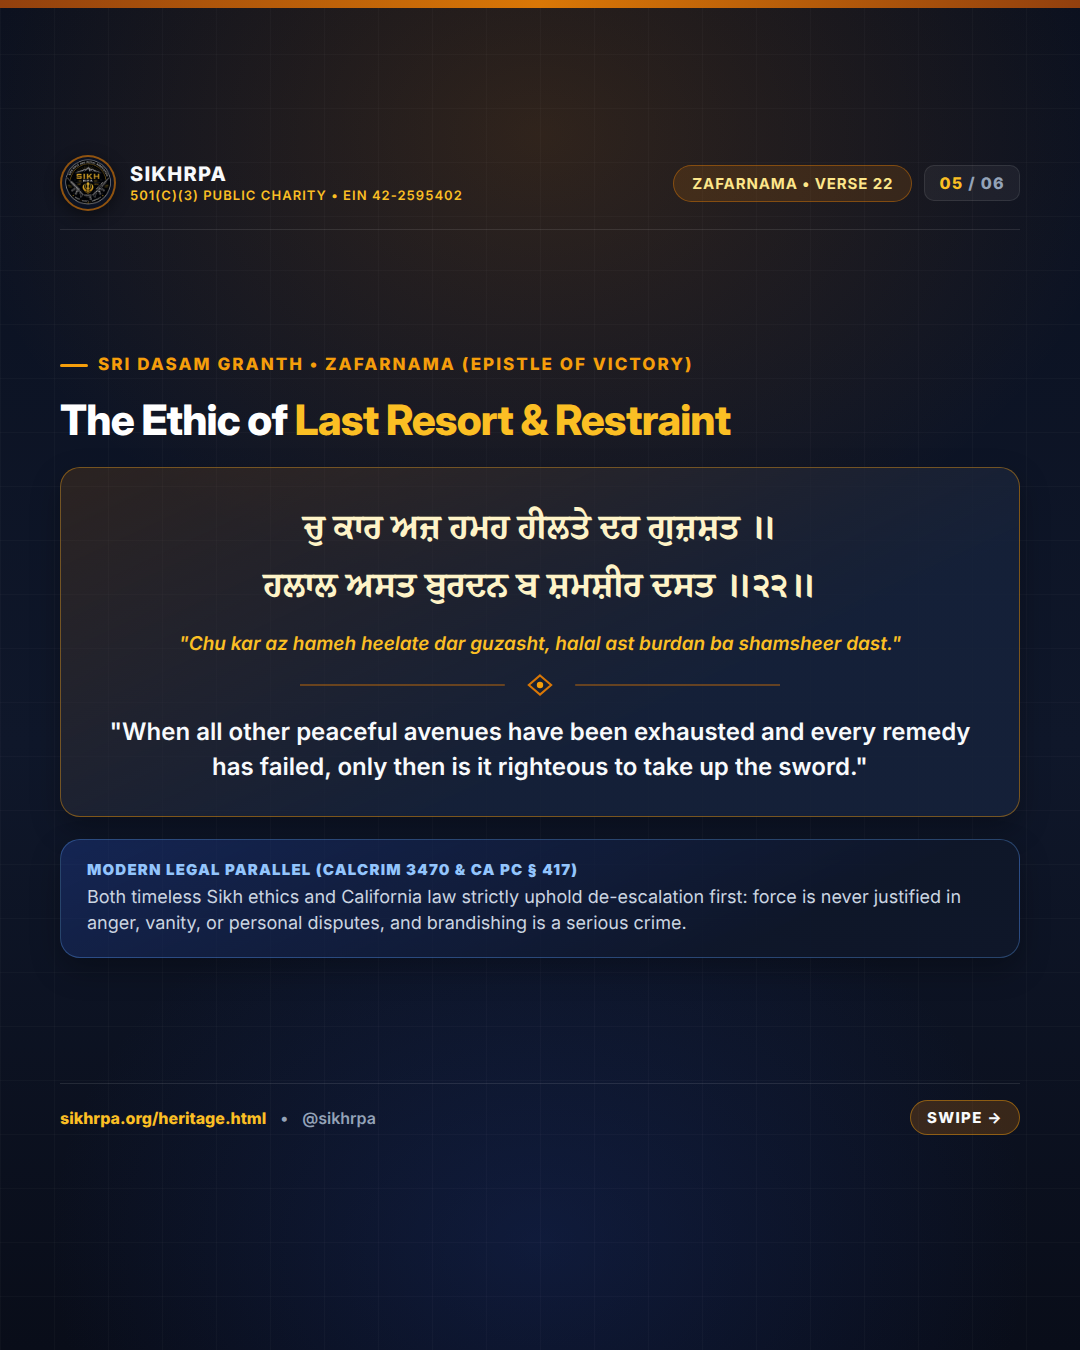 SIKH
SIKHRPA
501(C)(3) PUBLIC CHARITY • EIN 42-2595402
ZAFARNAMA • VERSE 22
05 / 06
SRI DASAM GRANTH • ZAFARNAMA (EPISTLE OF VICTORY)
The Ethic of Last Resort & Restraint
ਚੁ ਕਾਰ ਅਜ਼ ਹਮਹ ਹੀਲਤੇ ਦਰ ਗੁਜ਼ਸ਼ਤ ॥
ਹਲਾਲ ਅਸਤ ਬੁਰਦਨ ਬ ਸ਼ਮਸ਼ੀਰ ਦਸਤ ॥੨੨॥
"Chu kar az hameh heelate dar guzasht, halal ast burdan ba shamsheer dast."
"When all other peaceful avenues have been exhausted and every remedy
has failed, only then is it righteous to take up the sword."
MODERN LEGAL PARALLEL (CALCRIM 3470 & CA PC § 417)
Both timeless Sikh ethics and California law strictly uphold de-escalation first: force is never justified in
anger, vanity, or personal disputes, and brandishing is a serious crime.
sikhrpa.org/heritage.html • @sikhrpa
SWIPE →